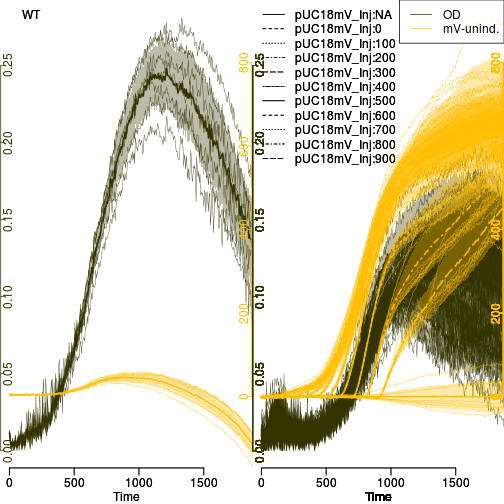 WT
pUC18mV_Inj:NA
pUC18mV_Inj:0
pUC18mV_Inj:100
pUC18mV_Inj:200
pUC18mV_Inj:300
pUC18mV_Inj:400
pUC18mV_Inj:500
pUC18mV_Inj:600
pUC18mV_Inj:700
pUC18mV_Inj:800
pUC18mV_Inj:900
OD
mV-unind.
0.25
0.20
0.15
0.10
0.05
0.00
800
600
400
200
0
0.25
0.20
0.15
0.10
0.05
0.00
800
600
400
200
0
0 500 1000 1500
Time
0 500 1000 1500
Time